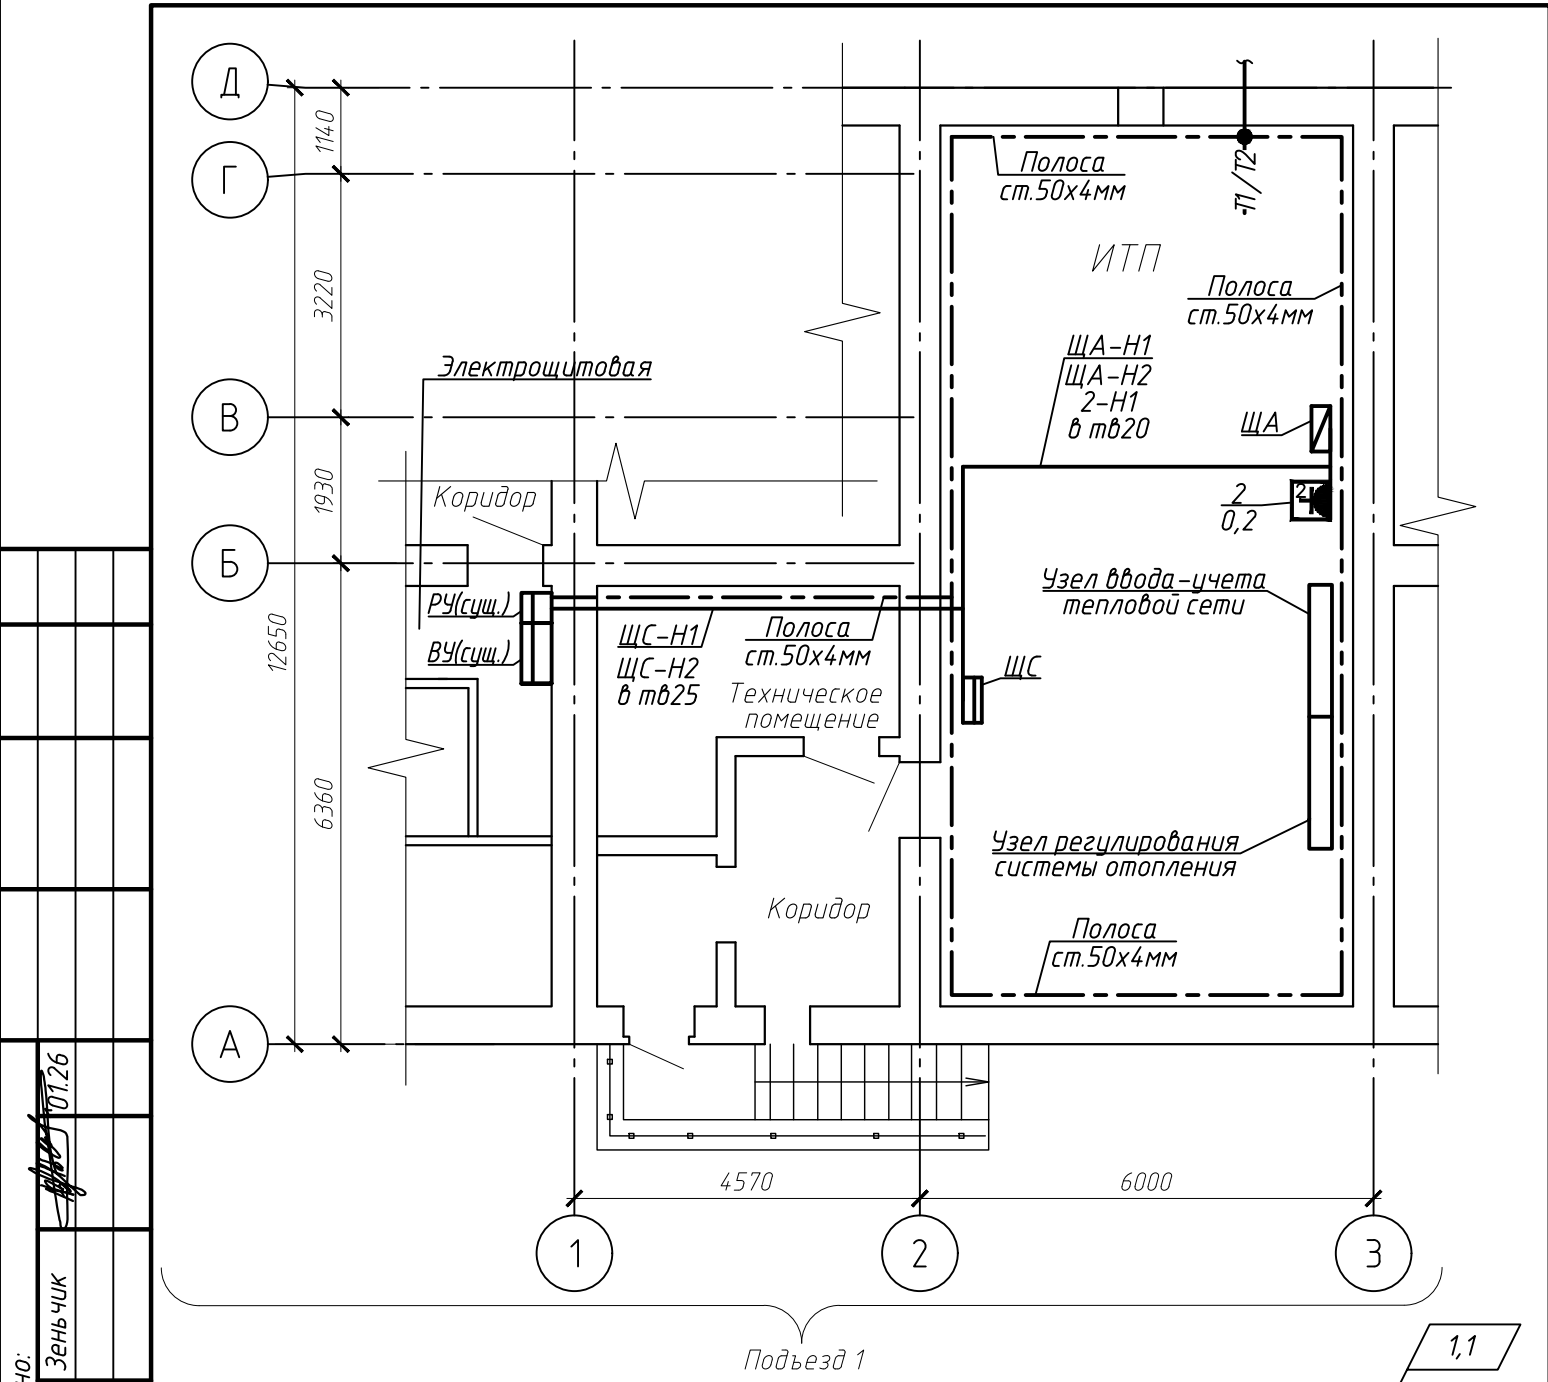 Д
Г
В
Б
А
1140
3220
1930
6360
12650
Полоса
ст.50х4мм
Т1/Т2
ИТП
Полоса
ст.50х4мм
ЩА-Н1
ЩА-Н2
2-Н1
в тв20
ЩА
2
0,2
2
Электрощитовая
Коридор
РУ(сущ.)
ВУ(сущ.)
ЩС-Н1
ЩС-Н2
в тв25
Полоса
ст.50х4мм
Техническое
помещение
ЩС
Узел ввода-учета
тепловой сети
Узел регулирования
системы отопления
Коридор
Полоса
ст.50х4мм
4570
6000
1
2
3
Подъезд 1
1,1
01.26
Зеньчик